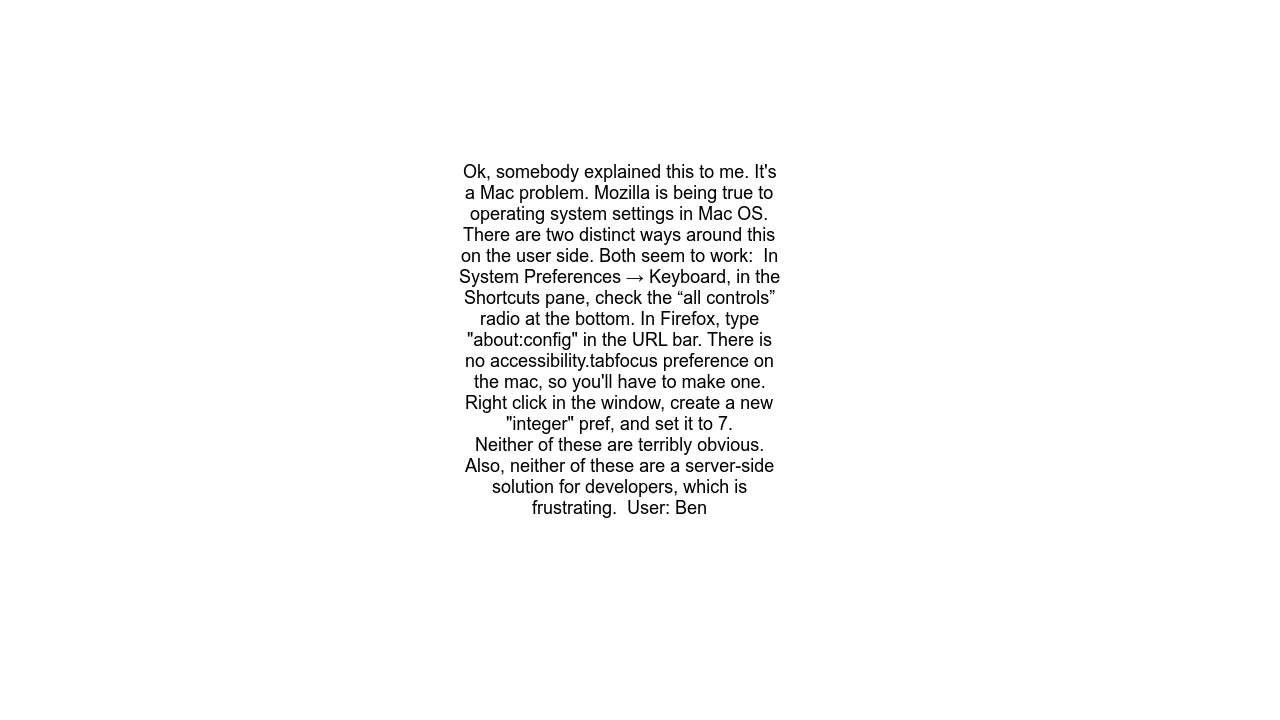 Ok, somebody explained this to me. It's
a Mac problem. Mozilla is being true to
operating system settings in Mac OS.
There are two distinct ways around this
on the user side. Both seem to work:  In
System Preferences → Keyboard, in the
Shortcuts pane, check the “all controls”
radio at the bottom. In Firefox, type
"about:config" in the URL bar. There is
no accessibility.tabfocus preference on
the mac, so you'll have to make one.
Right click in the window, create a new
"integer" pref, and set it to 7.
Neither of these are terribly obvious.
Also, neither of these are a server-side
solution for developers, which is
frustrating.  User: Ben